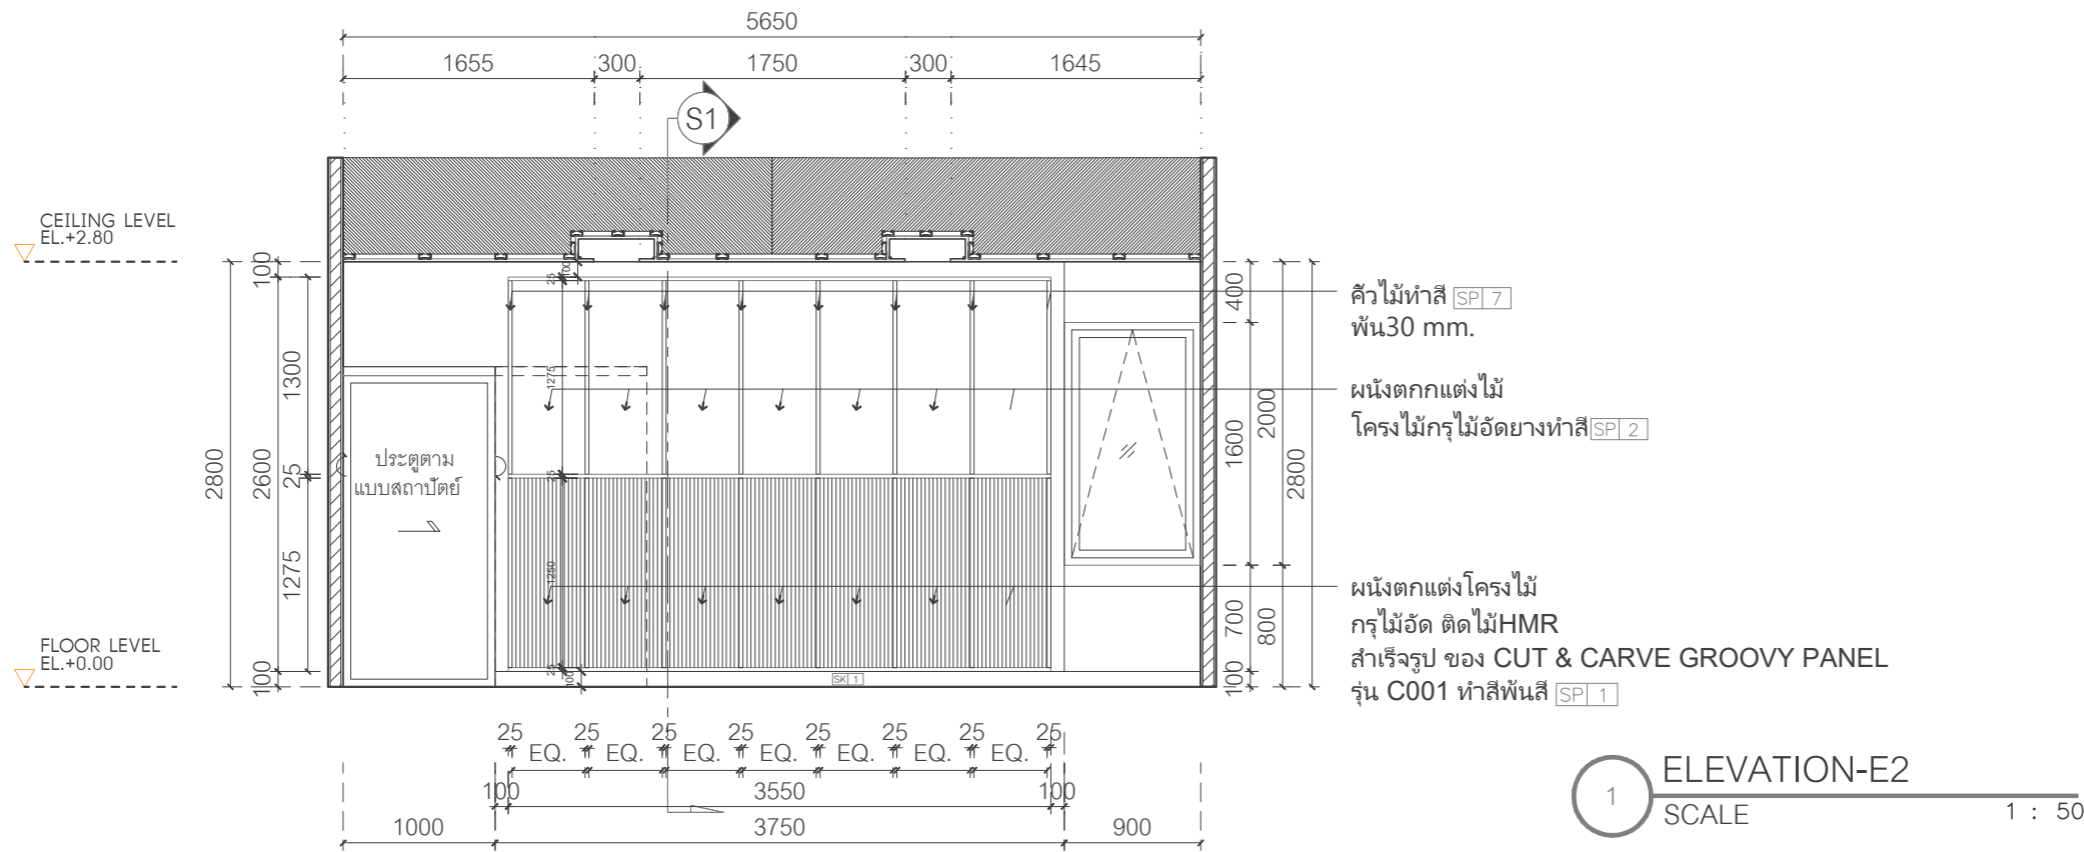 5650
1655 300 1750 300 1645
S1
CEILING LEVEL
EL.+2.80
100
25
100
400
คิ้วไม้ทำสี SP 7
พ้น30 mm.
1300
1275
ผนังตกกแต่งไม้
โครงไม้กรุไม้อัดยางทำสี SP 2
2000
1600
2800
ประตูตาม
แบบสถาปัตย์
2800
2600
25
25
1275
1250
ผนังตกแต่งโครงไม้
กรุไม้อัด ติดไม้HMR
สำเร็จรูป ของ CUT & CARVE GROOVY PANEL
รุ่น C001 ทำสีพ้นสี SP 1
700
800
FLOOR LEVEL
EL.+0.00
100
25
100
SK 1
100
25 25 25 25 25 25 25 25
EQ. EQ. EQ. EQ. EQ. EQ. EQ.
100 3550 100
1000 3750 900
1 ELEVATION-E2
SCALE 1 : 50